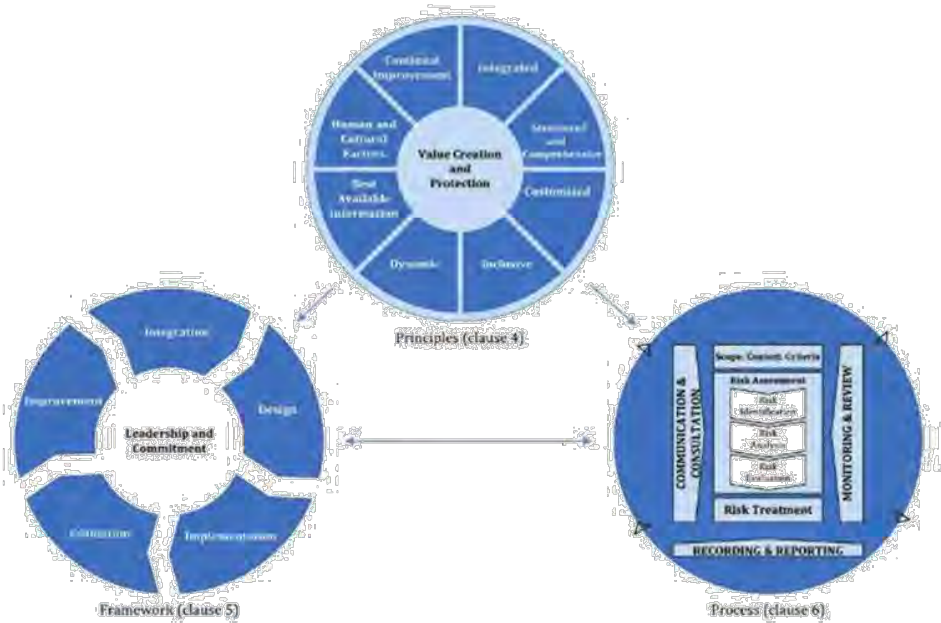 Continual
Improvement
Integrated
Human and
Cultural
Factors
Structured
and
Comprehensive
Value Creation
and
Protection
Best
Available
Information
Customized
Dynamic
Inclusive
Principles (clause 4)
Integration
Improvement
Design
Leadership and
Commitment
Evaluation
Implementation
Framework (clause 5)
Scope, Context, Criteria
Risk Assessment
Risk
Identification
Risk
Analysis
Risk
Evaluation
Risk Treatment
COMMUNICATION &
CONSULTATION
MONITORING & REVIEW
RECORDING & REPORTING
Process (clause 6)